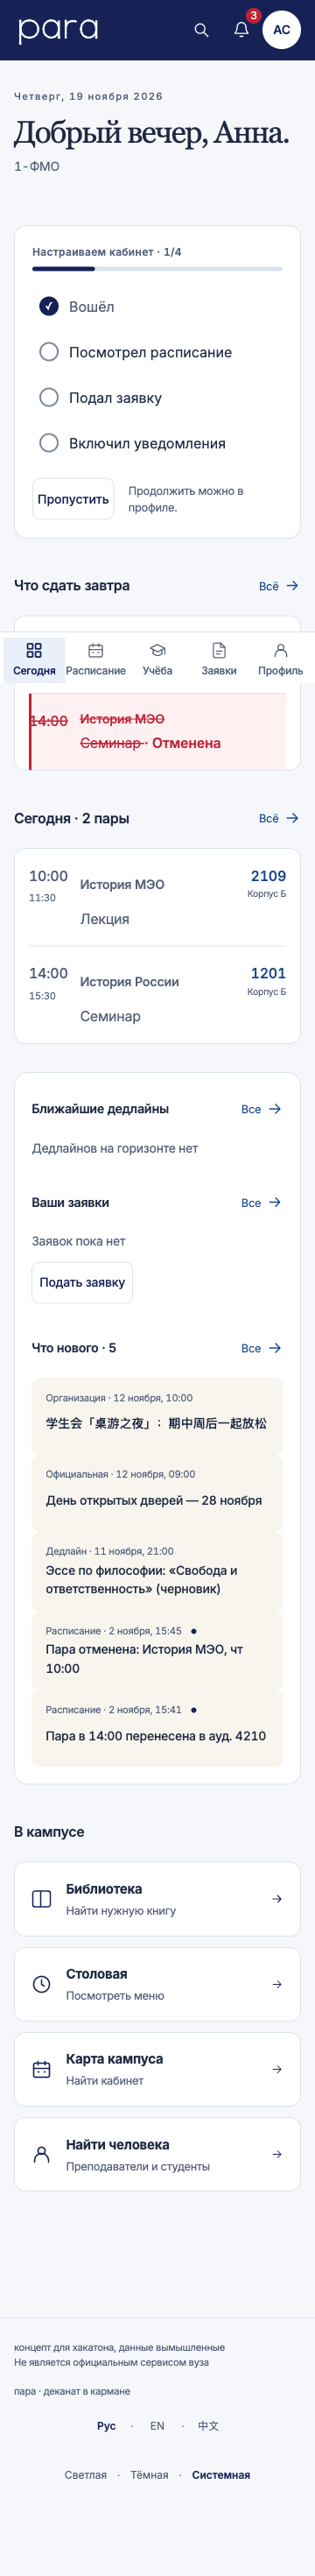 para
3
АС
Четверг, 19 ноября 2026
Добрый вечер, Анна.
1-ФМО
Настраиваем кабинет · 1/4
Вошёл
Посмотрел расписание
Подал заявку
Включил уведомления
Пропустить
Продолжить можно в
профиле.
Что сдать завтра
Всё →
Сегодня
Расписание
Учёба
Заявки
Профиль
14:00 История МЭО
Семинар · Отменена
Сегодня · 2 пары
Всё →
10:00 История МЭО 2109
11:30 Корпус Б
Лекция
14:00 История России 1201
15:30 Корпус Б
Семинар
Ближайшие дедлайны
Все →
Дедлайнов на горизонте нет
Ваши заявки
Все →
Заявок пока нет
Подать заявку
Что нового · 5
Все →
Организация · 12 ноября, 10:00
学生会「桌游之夜」：期中周后一起放松
Официальная · 12 ноября, 09:00
День открытых дверей — 28 ноября
Дедлайн · 11 ноября, 21:00
Эссе по философии: «Свобода и
ответственность» (черновик)
Расписание · 2 ноября, 15:45
Пара отменена: История МЭО, чт
10:00
Расписание · 2 ноября, 15:41
Пара в 14:00 перенесена в ауд. 4210
В кампусе
Библиотека
Найти нужную книгу
Столовая
Посмотреть меню
Карта кампуса
Найти кабинет
Найти человека
Преподаватели и студенты
концепт для хакатона, данные вымышленные
Не является официальным сервисом вуза
пара · деканат в кармане
Рус · EN · 中文
Светлая · Тёмная · Системная